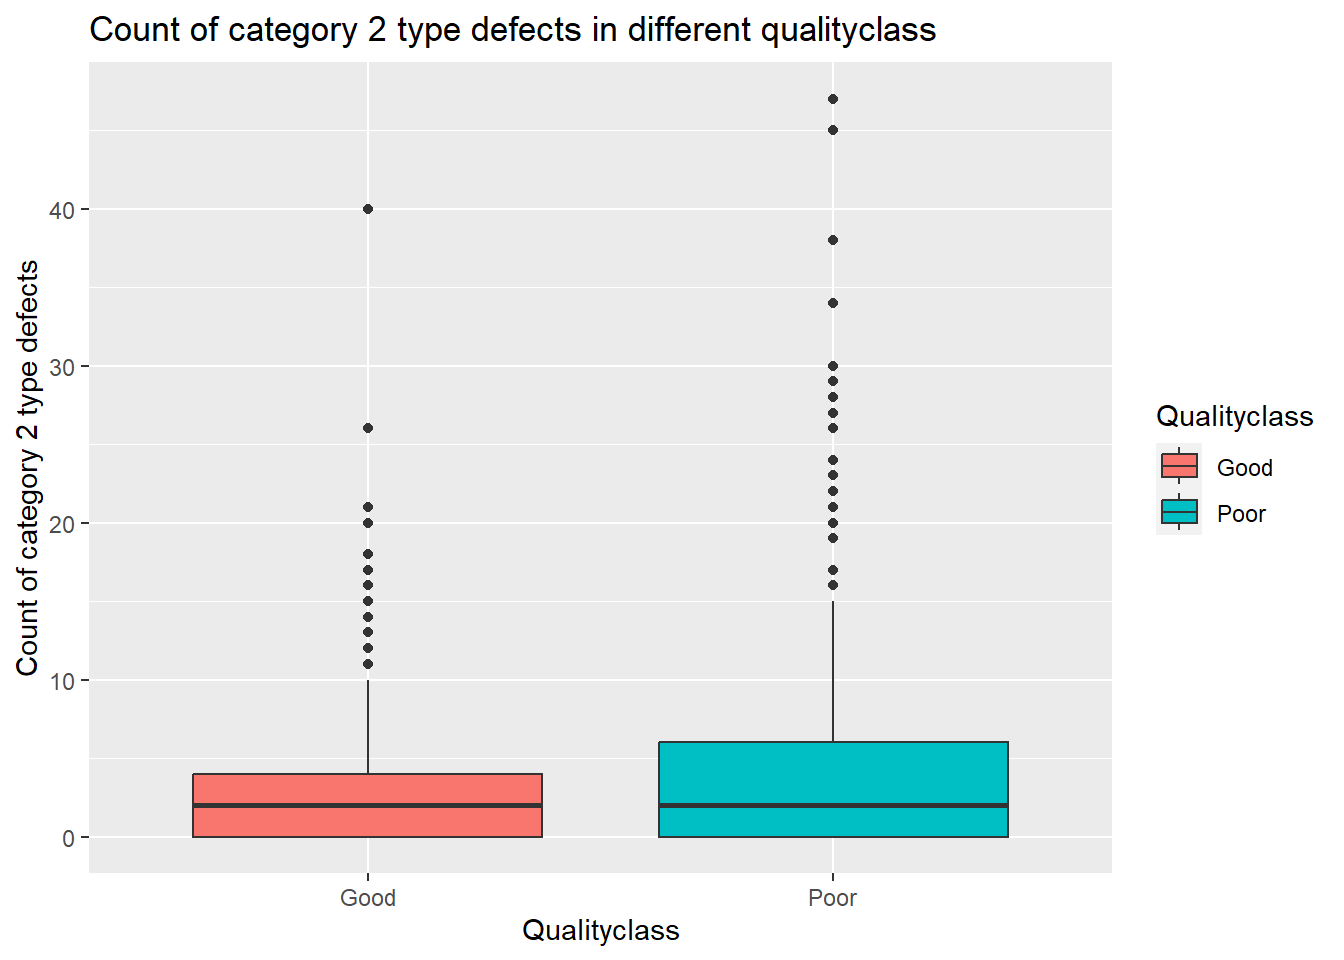 Count of category 2 type defects in different qualityclass
Count of category 2 type defects
40
30
20
10
0
Good
Poor
Qualityclass
Qualityclass
Good
Poor